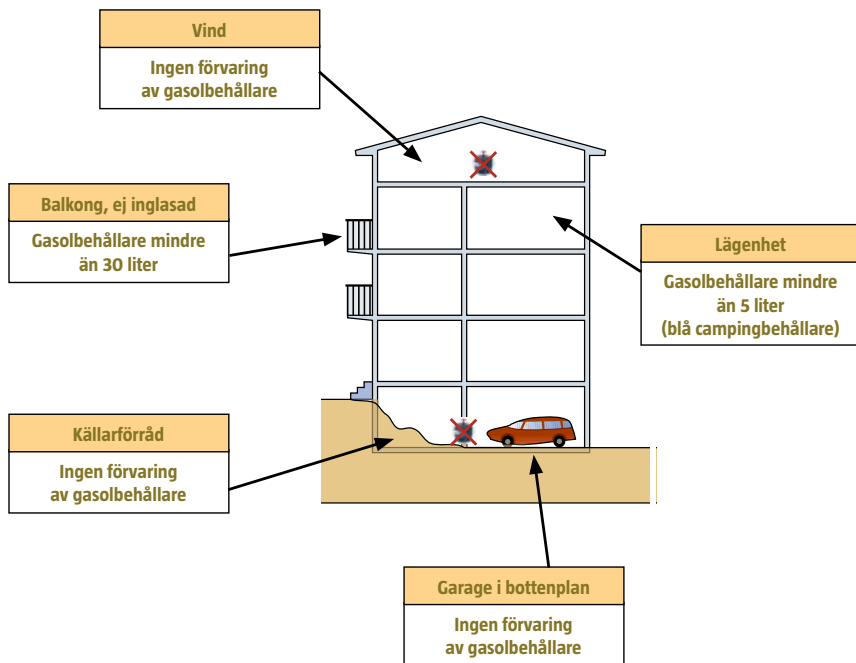 Vind
Ingen förvaring
av gasolbehållare
Balkong, ej inglasad
Gasolbehållare mindre
än 30 liter
Lägenhet
Gasolbehållare mindre
än 5 liter
(blå campingbehållare)
Källarförråd
Ingen förvaring
av gasolbehållare
Garage i bottenplan
Ingen förvaring
av gasolbehållare